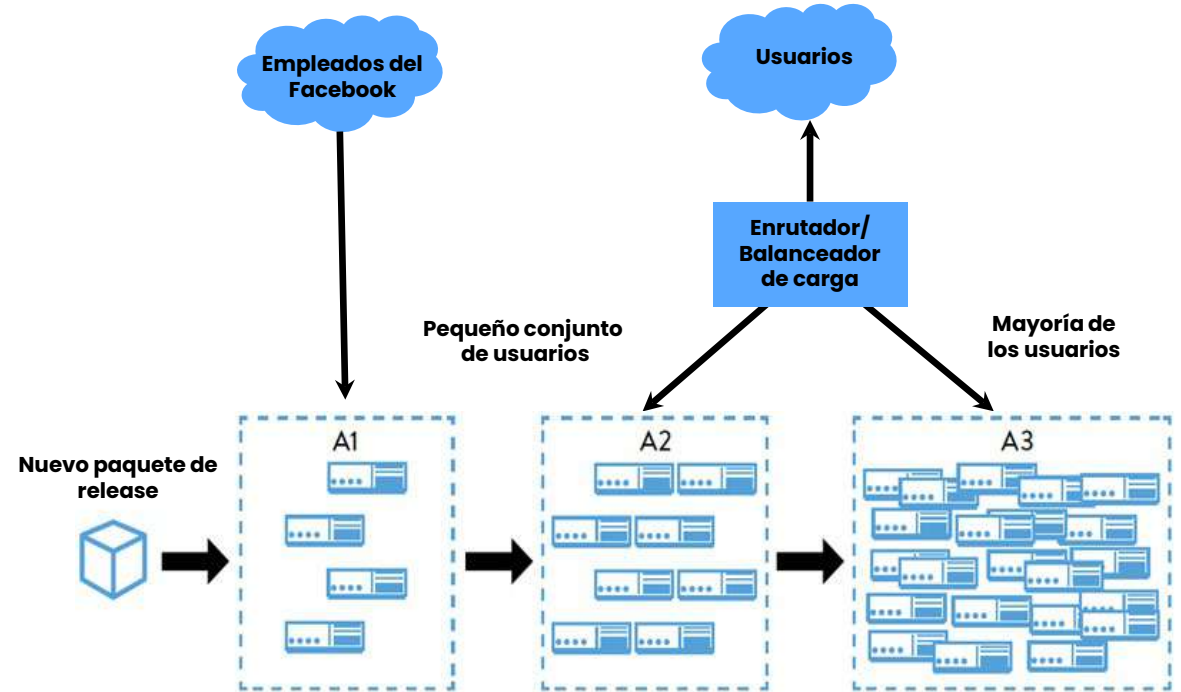 Empleados del
Facebook
Usuarios
Enrutador/
Balanceador
de carga
Pequeño conjunto
de usuarios
Mayoría de
los usuarios
Nuevo paquete de
release
A1
A2
A3